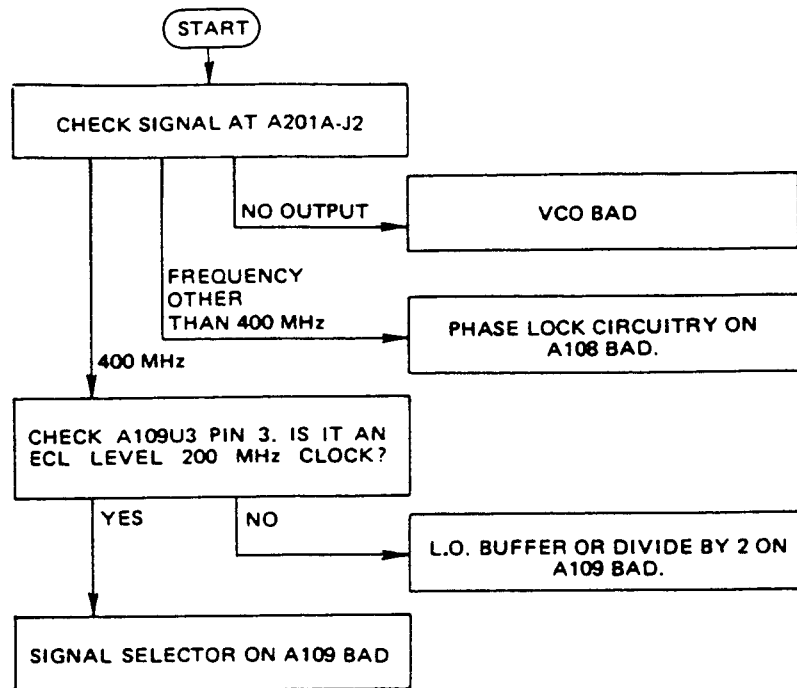 START
CHECK SIGNAL AT A201A-J2
NO OUTPUT
VCO BAD
FREQUENCY
OTHER
THAN 400 MHz
PHASE LOCK CIRCUITRY ON
A108 BAD.
400 MHz
CHECK A109U3 PIN 3. IS IT AN
ECL LEVEL 200 MHz CLOCK?
YES
NO
L.O. BUFFER OR DIVIDE BY 2 ON
A109 BAD.
SIGNAL SELECTOR ON A109 BAD